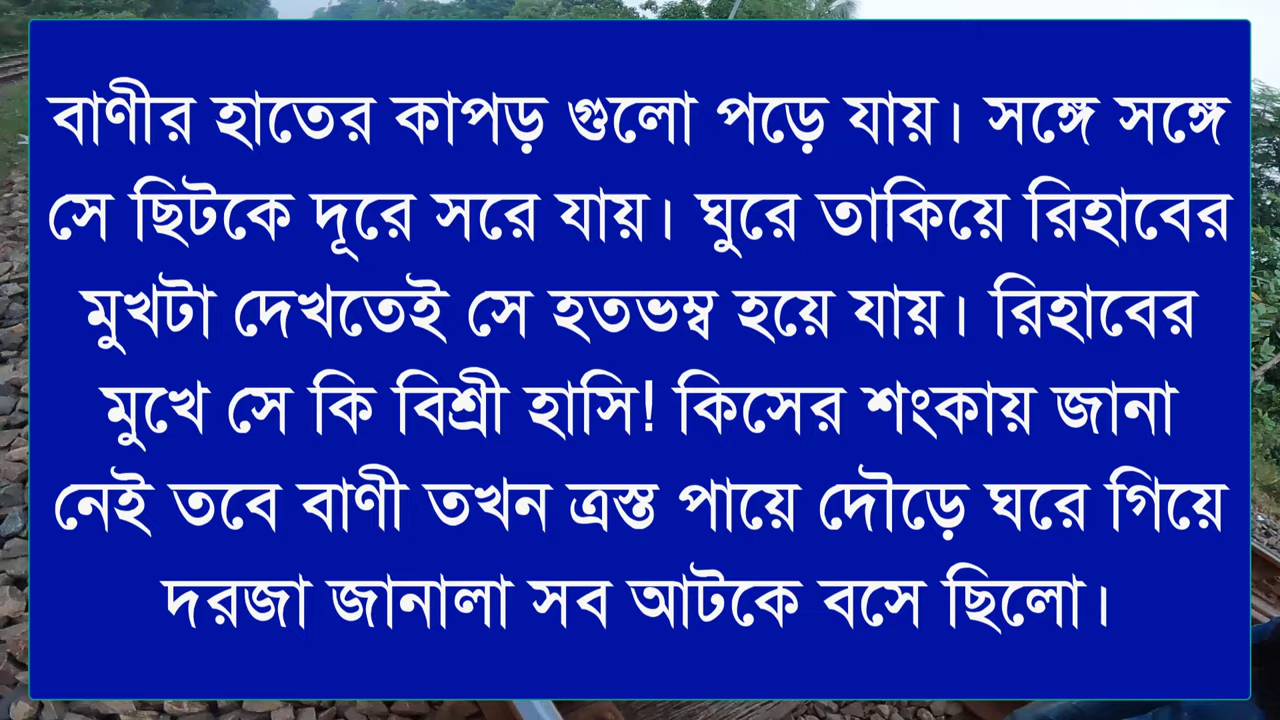 বাণীর হাতের কাপড় গুলো পড়ে যায়। সঙ্গে সঙ্গে
সে ছিটকে দূরে সরে যায়। ঘুরে তাকিয়ে রিহাবের
মুখটা দেখতেই সে হতভম্ব হয়ে যায়। রিহাবের
মুখে সে কি বিশ্রী হাসি! কিসের শংকায় জানা
নেই তবে বাণী তখন ত্রস্ত পায়ে দৌড়ে ঘরে গিয়ে
দরজা জানালা সব আটকে বসে ছিলো।